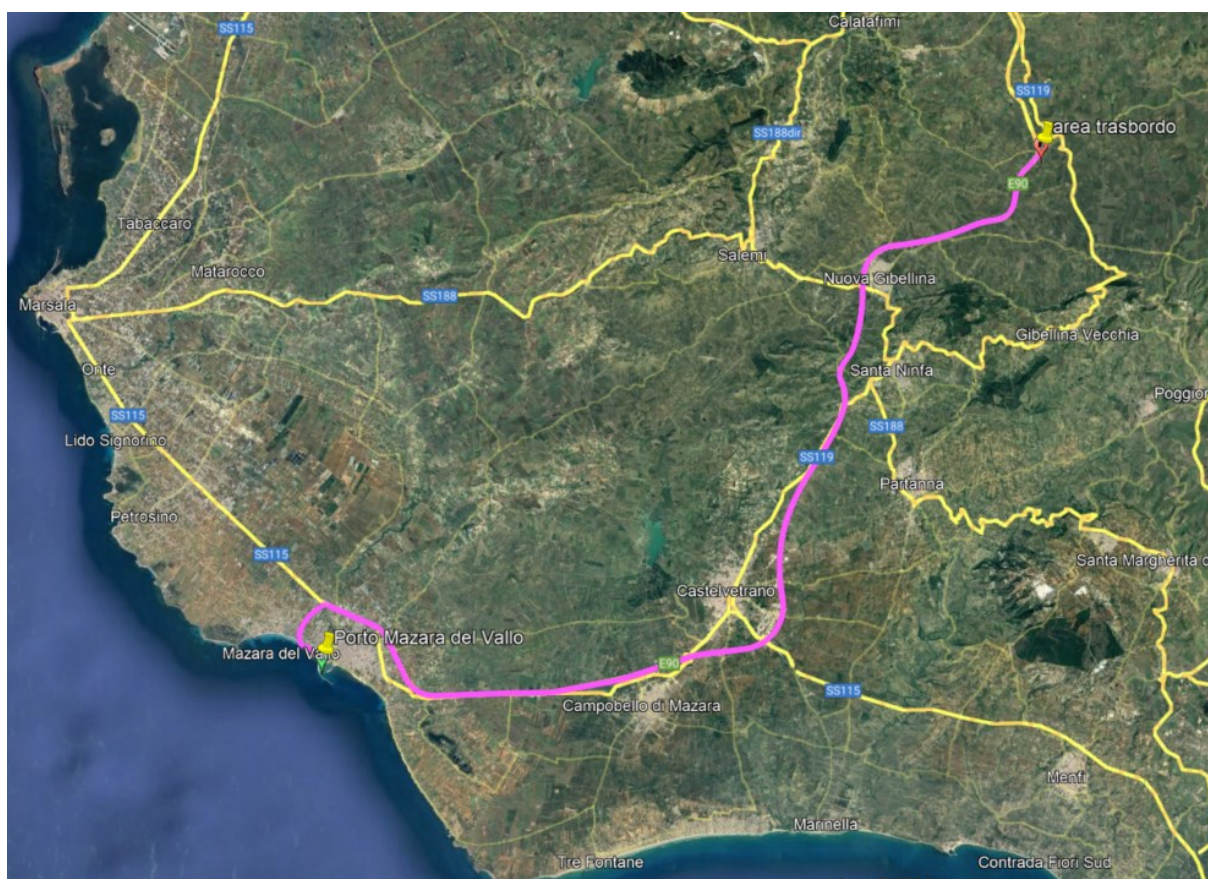 SS115
Calatafimi
SS119
area trasbordo
SS188dir
E90
Tabaccaro
Matarocco
Salemi
Nuova Gibellina
SS188
Marsala
Gibellina Vecchia
Onte
Santa Ninfa
Poggior
SS115
SS188
Lido Signorino
SS119
Partanna
Petrosino
SS115
Santa Margherita d
Castelvetrano
Porto Mazara del Vallo
Mazara del Vallo
E90
SS115
Campobello di Mazara
Menfi
Marinella
Tre Fontane
Contrada Fiori Sud